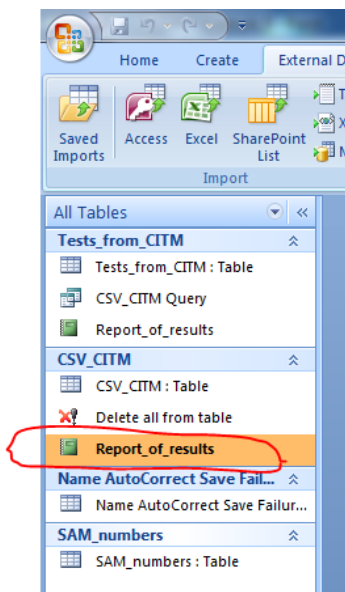 Home Create External D
Saved Imports
Access
Excel
SharePoint List
T
X
N
Import
All Tables
Tests_from_CITM
Tests_from_CITM : Table
CSV_CITM Query
Report_of_results
CSV_CITM
CSV_CITM : Table
Delete all from table
Report_of_results
Name AutoCorrect Save Fail...
Name AutoCorrect Save Failur...
SAM_numbers
SAM_numbers : Table